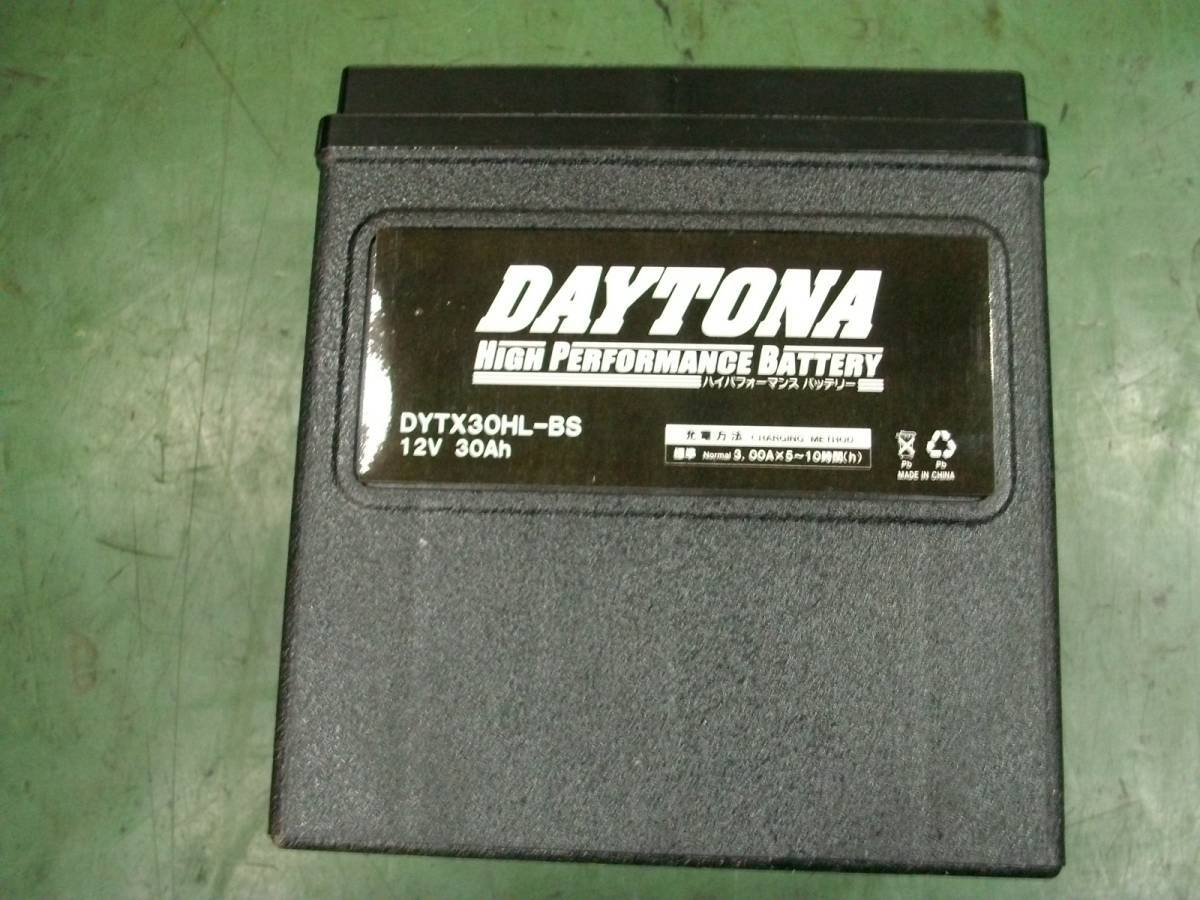 DAYTONA
HIGH PERFORMANCE BATTERY
ハイパフォーマンス バッテリー
DYTX30HL-BS
12V 30Ah
充電方法 CHARGING METHOD
標準 Normal 3.00A×5～10時間(h)
Pb Pb
MADE IN CHINA